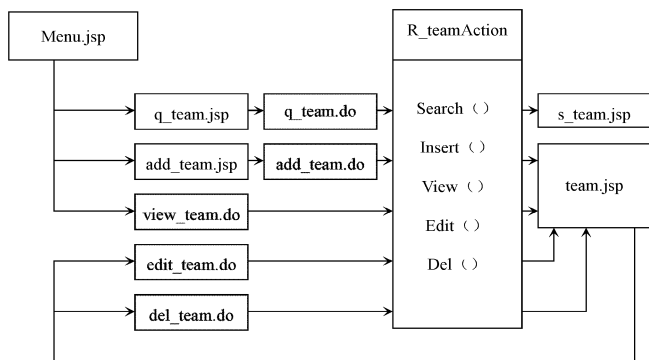 Menu.jsp
R_teamAction
q_team.jsp
q_team.do
Search（）
s_team.jsp
add_team.jsp
add_team.do
Insert（）
team.jsp
View（）
view_team.do
Edit（）
edit_team.do
Del（）
del_team.do